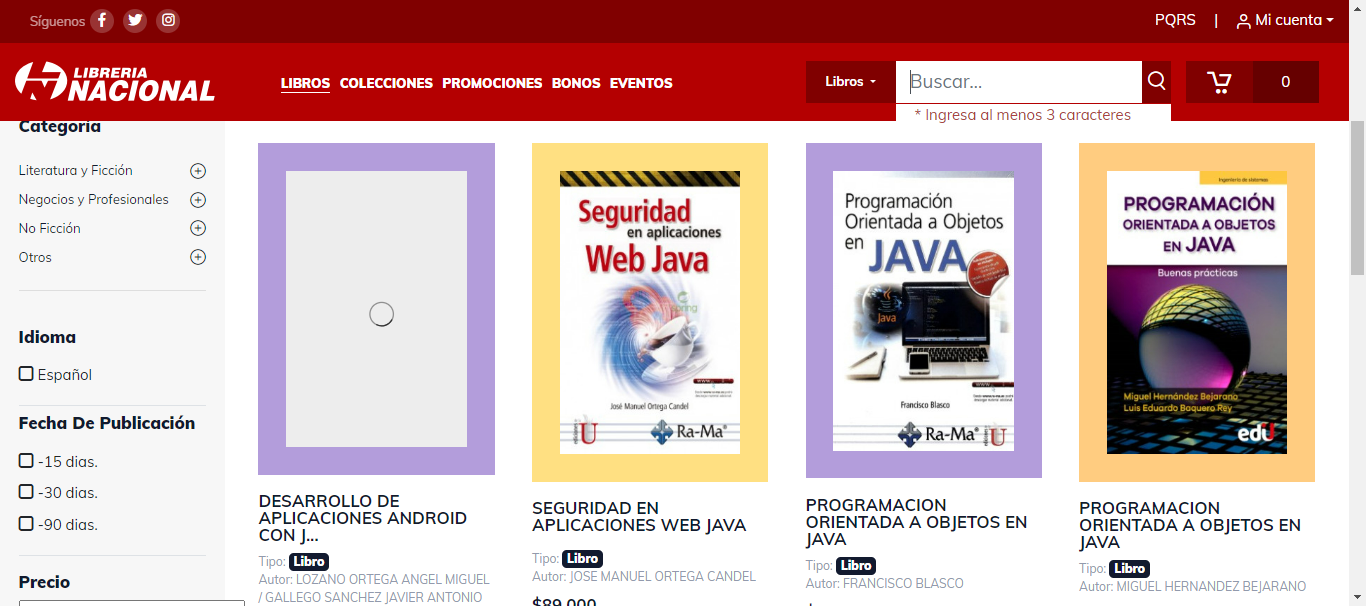 Síguenos
PQRS | Mi cuenta
LIBRERIA
NACIONAL
LIBROS COLECCIONES PROMOCIONES BONOS EVENTOS
Libros
Buscar...
0
* Ingresa al menos 3 caracteres
Categoría
Literatura y Ficción
Negocios y Profesionales
No Ficción
Otros
Idioma
Español
Fecha De Publicación
-15 dias.
-30 dias.
-90 dias.
Precio
DESARROLLO DE
APLICACIONES ANDROID
CON J...
Tipo: Libro
Autor: LOZANO ORTEGA ANGEL MIGUEL
/ GALLEGO SANCHEZ JAVIER ANTONIO
Seguridad
en aplicaciones
Web Java
José Manuel Ortega Candel
Ra-Ma®
SEGURIDAD EN
APLICACIONES WEB JAVA
Tipo: Libro
Autor: JOSE MANUEL ORTEGA CANDEL
$89.000
Programación
Orientada a Objetos
en JAVA
Java
Francisco Blasco
Ra-Ma®
PROGRAMACION
ORIENTADA A OBJETOS EN
JAVA
Tipo: Libro
Autor: FRANCISCO BLASCO
Ingeniería de sistemas
PROGRAMACIÓN
ORIENTADA A OBJETOS
EN JAVA
Buenas prácticas
Miguel Hernández Bejarano
Luis Eduardo Baquero Rey
ediU
PROGRAMACION
ORIENTADA A OBJETOS EN
JAVA
Tipo: Libro
Autor: MIGUEL HERNANDEZ BEJARANO